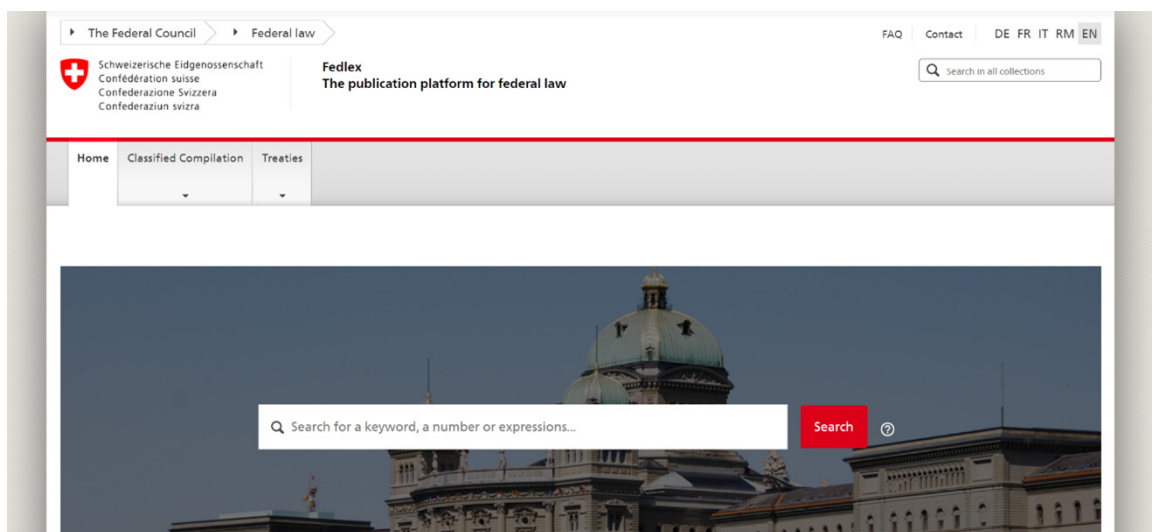 The Federal Council
Federal law
FAQ
Contact
DE FR IT RM EN
Schweizerische Eidgenossenschaft
Confédération suisse
Confederazione Svizzera
Confederaziun svizra
Fedlex
The publication platform for federal law
Search in all collections
Home
Classified Compilation
Treaties
Search for a keyword, a number or expressions...
Search